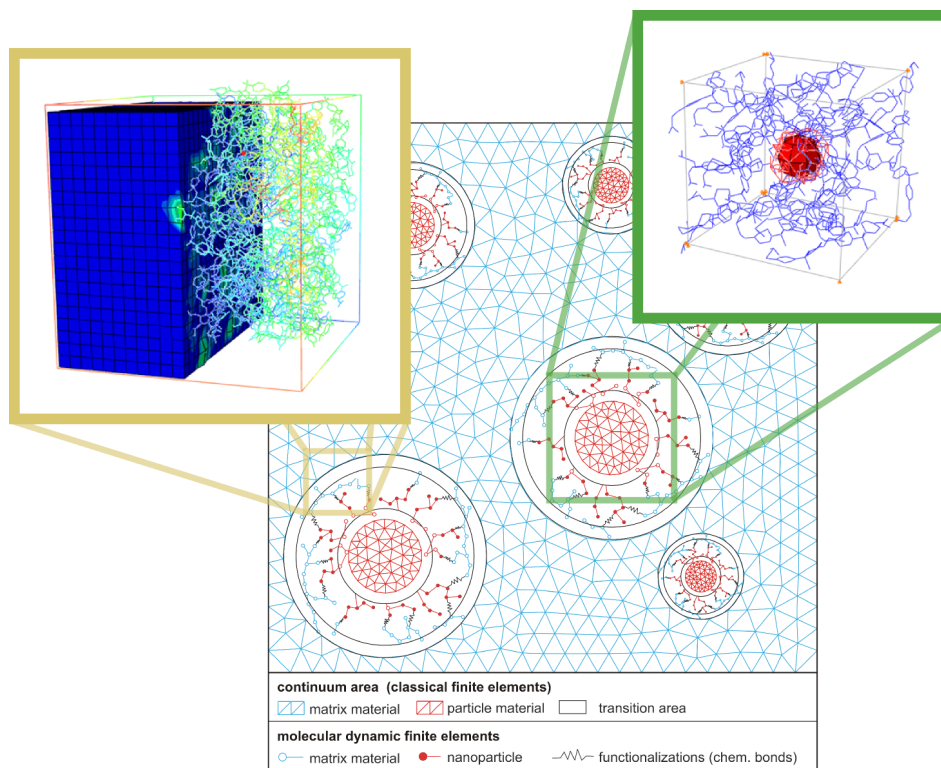 continuum area (classical finite elements)
matrix material particle material transition area
molecular dynamic finite elements
matrix material nanoparticle functionalizations (chem. bonds)